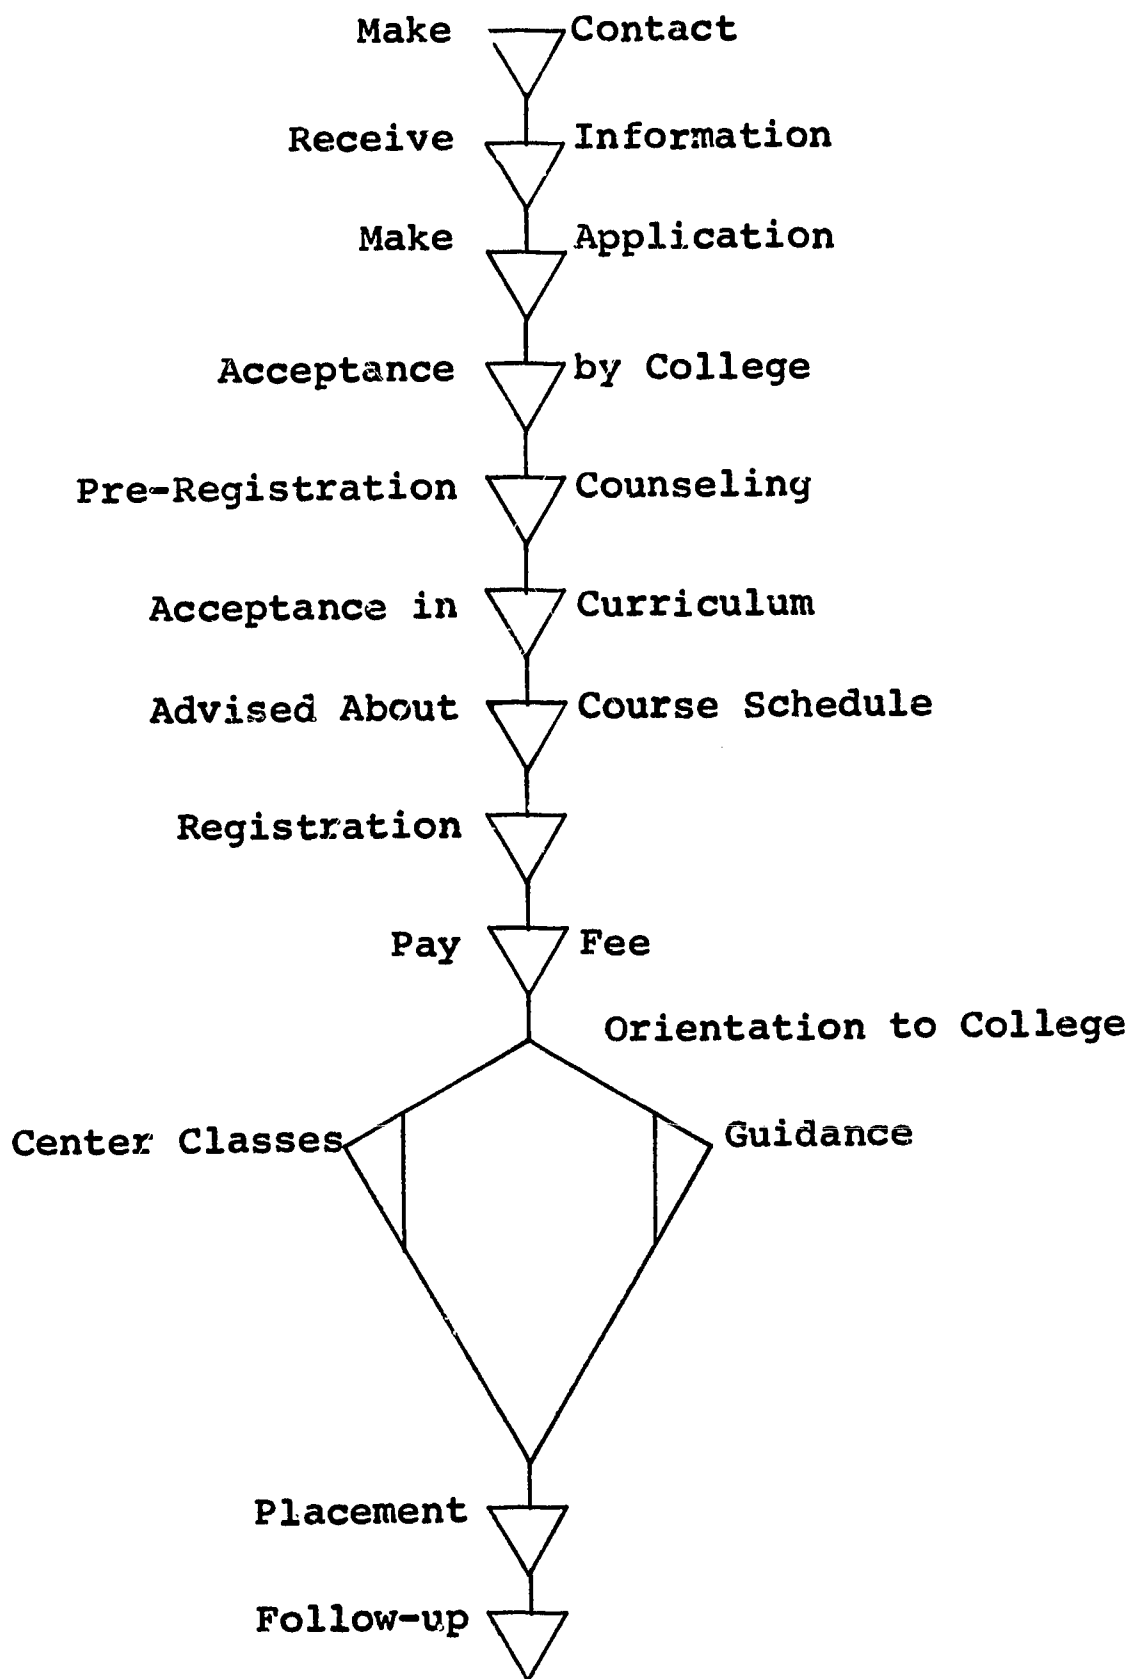 Make Contact
Receive Information
Make Application
Acceptance by College
Pre-Registration Counseling
Acceptance in Curriculum
Advised About Course Schedule
Registration
Pay Fee
Orientation to College
Center Classes Guidance
Placement
Follow-up